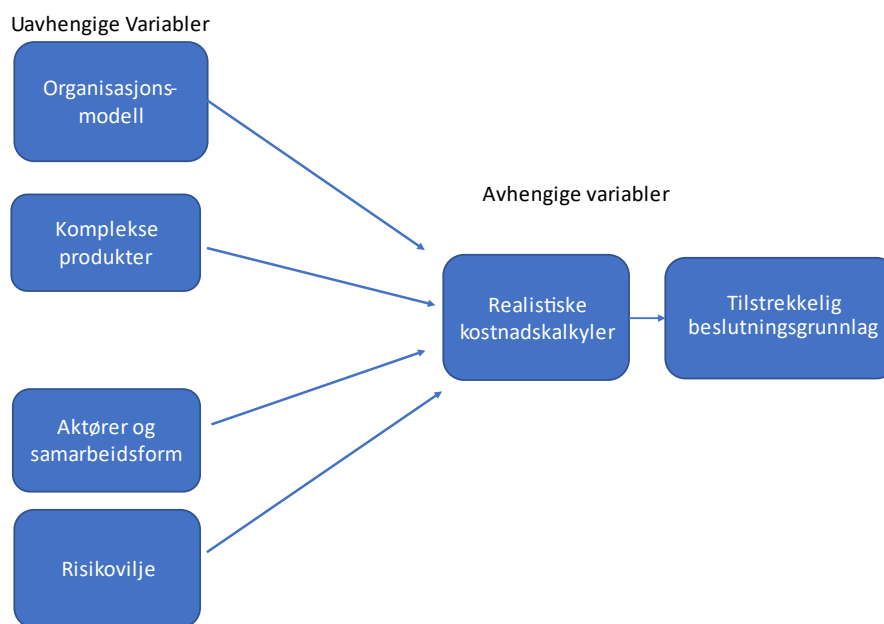 Uavhengige Variabler
Organisasjons-
modell
Komplekse
produkter
Aktører og
samarbeidsform
Risikovilje
Avhengige variabler
Realistiske
kostnadskalkyler
Tilstrekkelig
beslutningsgrunnlag